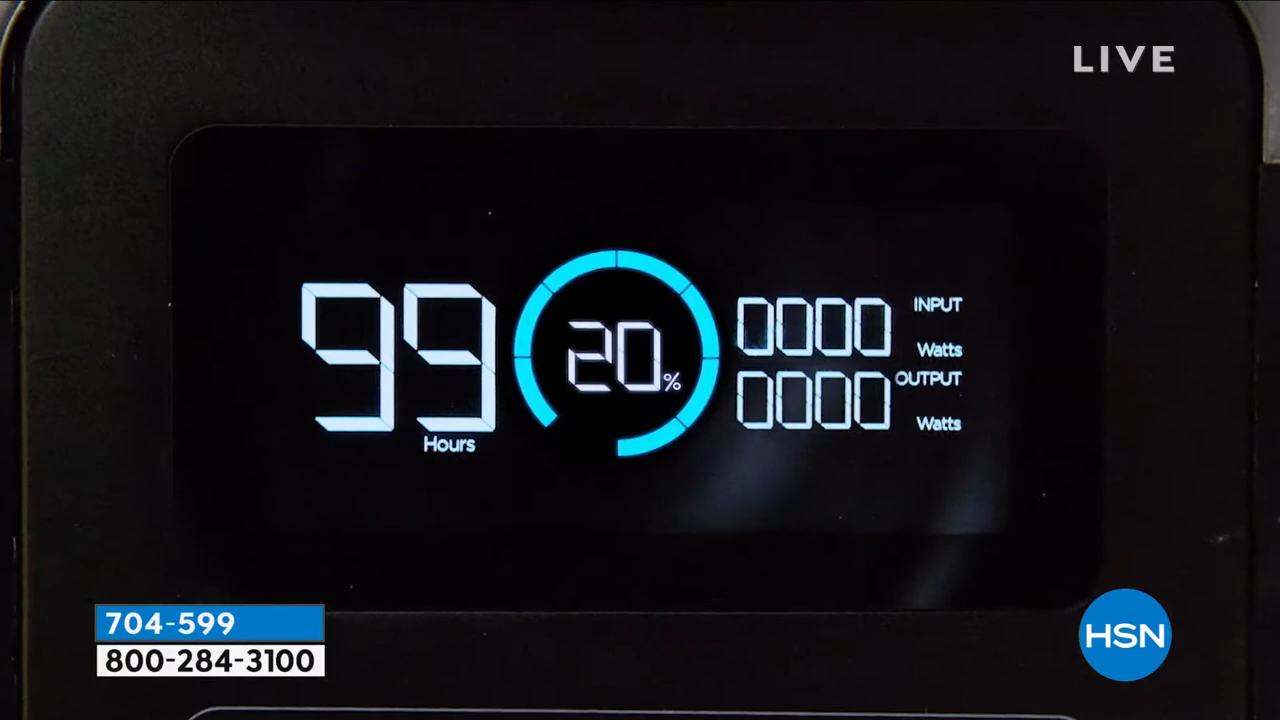 LIVE
99
Hours
20%
0000
INPUT
Watts
0000
OUTPUT
Watts
704-599
800-284-3100
HSN